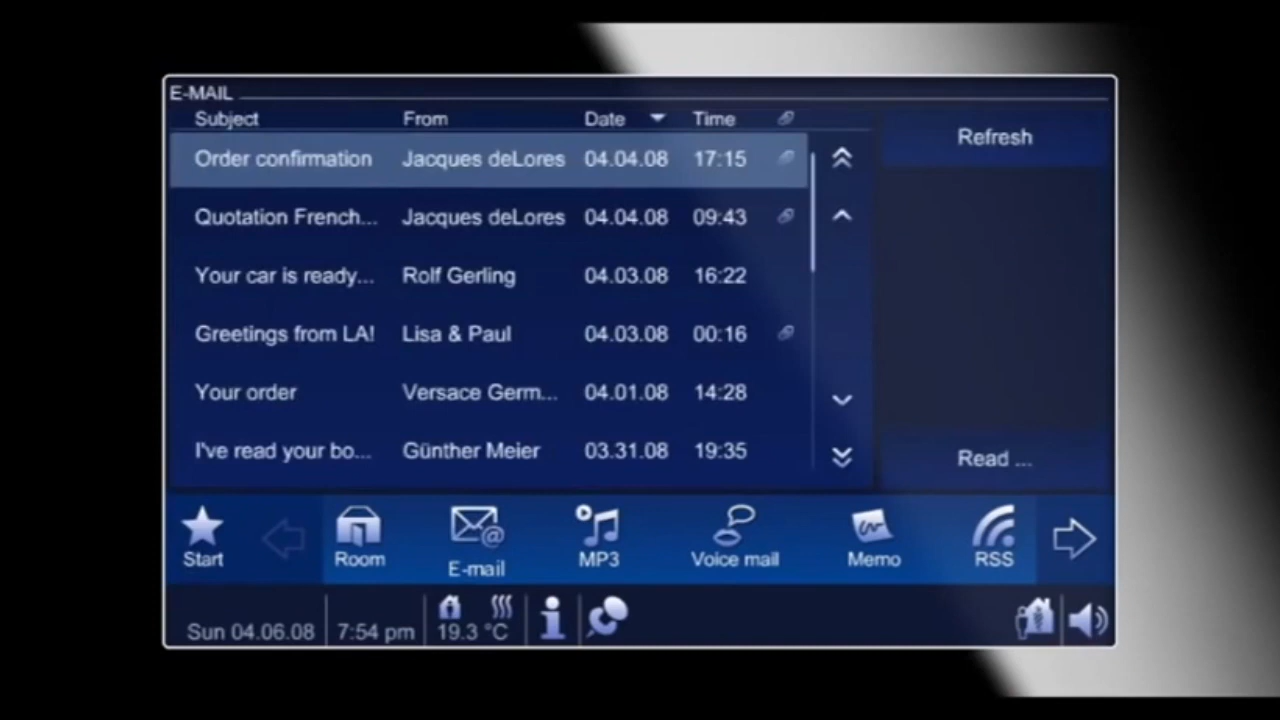 E-MAIL
Subject From Date Time
Refresh
Order confirmation Jacques deLores 04.04.08 17:15
Quotation French... Jacques deLores 04.04.08 09:43
Your car is ready... Rolf Gerling 04.03.08 16:22
Greetings from LA! Lisa & Paul 04.03.08 00:16
Your order Versace Germ... 04.01.08 14:28
I've read your bo... Günther Meier 03.31.08 19:35
Read ...
Start Room E-mail MP3 Voice mail Memo RSS
Sun 04.06.08 7:54 pm 19.3 °C